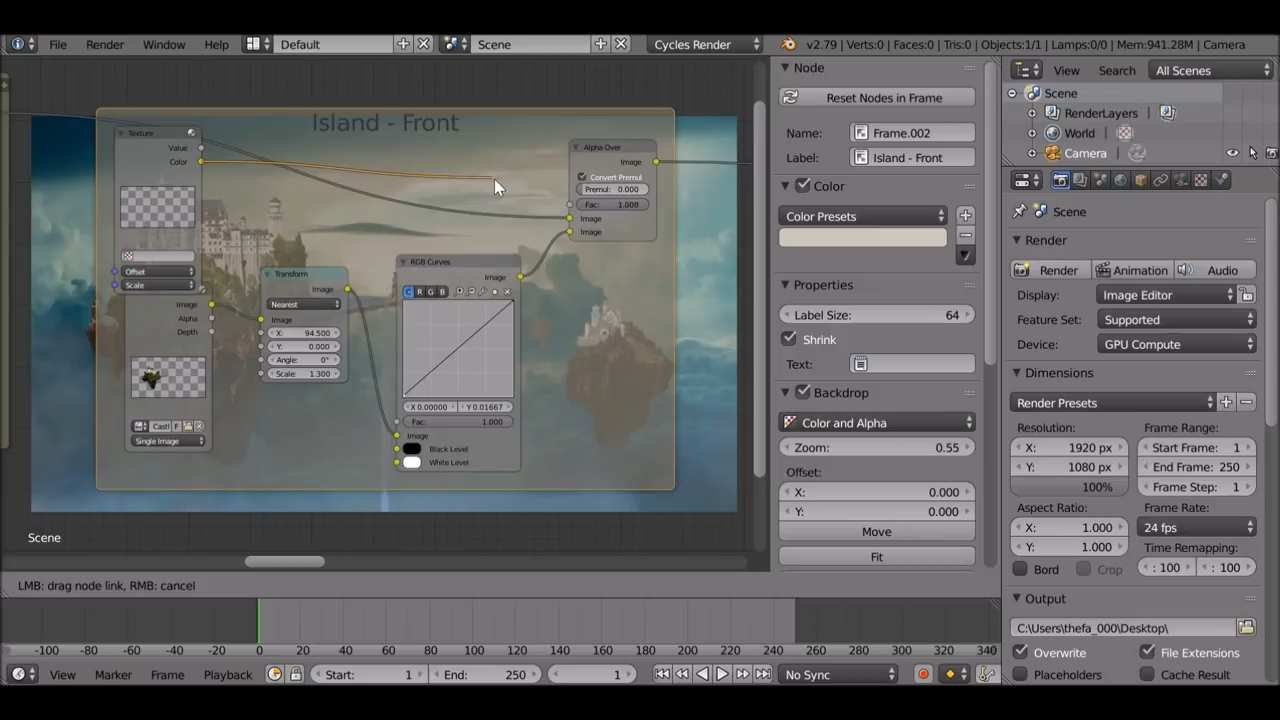 File Render Window Help Default Scene Cycles Render v2.79 | Verts:0 | Faces:0 | Tris:0 | Objects:1/1 | Lamps:0/0 | Mem:941.28M | Camera
Island - Front
Texture
Value
Color
Offset
Scale
Image
Alpha
Depth
Casti F
Single Image
Transform
Image
Nearest
Image
X: 94.500
Y: 0.000
Angle: 0°
Scale: 1.300
RGB Curves
Image
C R G B
X 0.00000 Y 0.01667
Fac: 1.000
Image
Black Level
White Level
Alpha Over
Image
Convert Premul
Premul: 0.000
Fac: 1.000
Image
Image
Scene
LMB: drag node link, RMB: cancel
Node
Reset Nodes in Frame
Name: Frame.002
Label: Island - Front
Color
Color Presets
Properties
Label Size: 64
Shrink
Text:
Backdrop
Color and Alpha
Zoom: 0.55
Offset:
X: 0.000
Y: 0.000
Move
Fit
View Search All Scenes
Scene
RenderLayers
World
Camera
Scene
Render
Render Animation Audio
Display: Image Editor
Feature Set: Supported
Device: GPU Compute
Dimensions
Render Presets
Resolution: Frame Range:
X: 1920 px Start Frame: 1
Y: 1080 px End Frame: 250
100% Frame Step: 1
Aspect Ratio: Frame Rate:
X: 1.000 24 fps
Y: 1.000 Time Remapping:
Bord Crop : 100 : 100
Output
C:\Users\thefa_000\Desktop\
Overwrite File Extensions
Placeholders Cache Result
-100 -80 -60 -40 -20 0 20 40 60 80 100 120 140 160 180 200 220 240 260 280 300 320 340
View Marker Frame Playback Start: 1 End: 250 1 No Sync